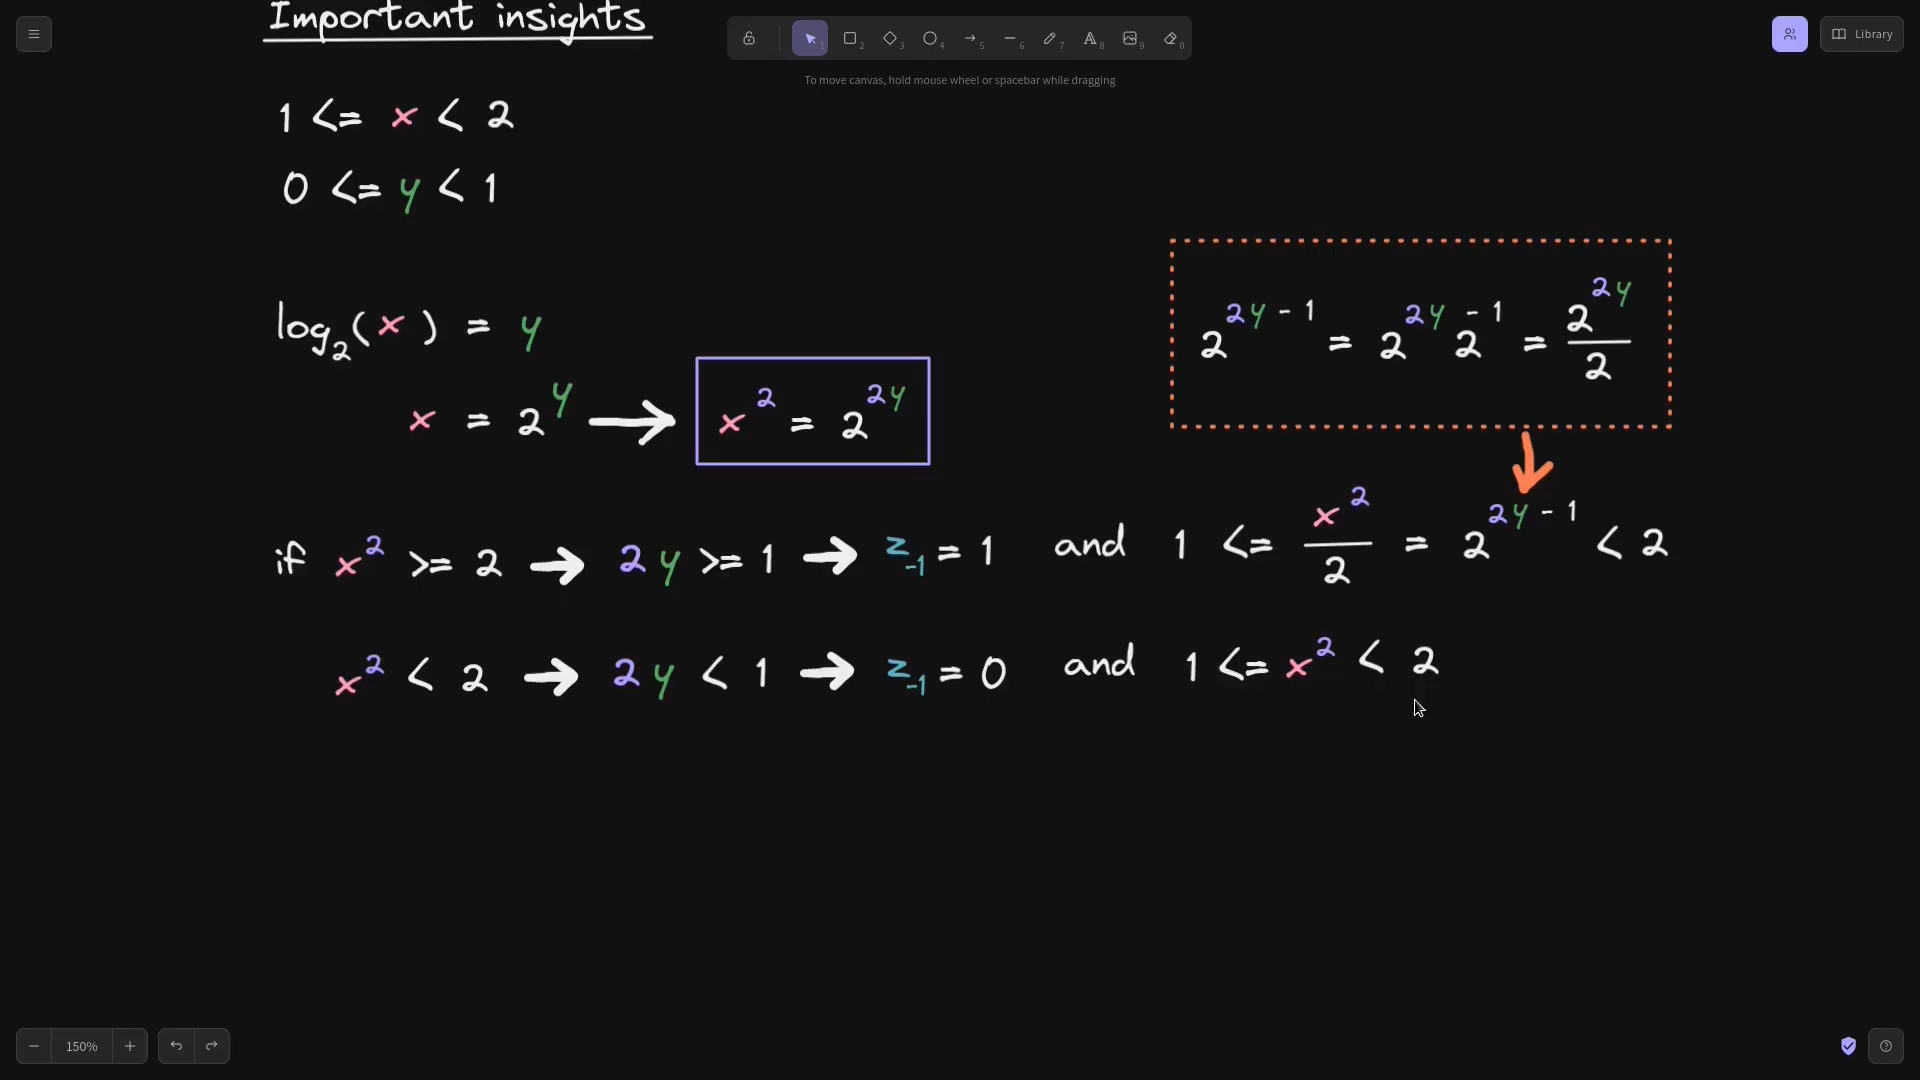 Important insights
Library
To move canvas, hold mouse wheel or spacebar while dragging
1 <= x < 2
0 <= y < 1
2^(2y - 1) = 2^(2y) 2^(- 1) = 2^(2y) / 2
log_2(x) = y
x = 2^y → x^2 = 2^(2y)
if x^2 >= 2 → 2y >= 1 → z_-1 = 1 and 1 <= x^2 / 2 = 2^(2y - 1) < 2
x^2 < 2 → 2y < 1 → z_-1 = 0 and 1 <= x^2 < 2
150%